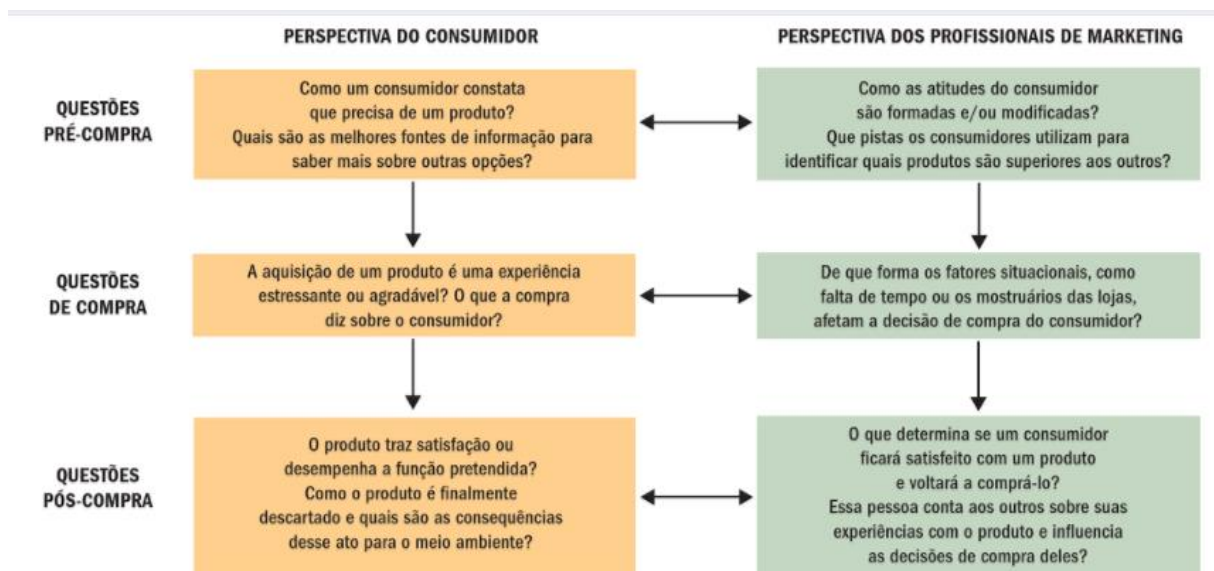 PERSPECTIVA DO CONSUMIDOR
PERSPECTIVA DOS PROFISSIONAIS DE MARKETING
QUESTÕES
PRÉ-COMPRA
Como um consumidor constata
que precisa de um produto?
Quais são as melhores fontes de informação para
saber mais sobre outras opções?
Como as atitudes do consumidor
são formadas e/ou modificadas?
Que pistas os consumidores utilizam para
identificar quais produtos são superiores aos outros?
QUESTÕES
DE COMPRA
A aquisição de um produto é uma experiência
estressante ou agradável? O que a compra
diz sobre o consumidor?
De que forma os fatores situacionais, como
falta de tempo ou os mostruários das lojas,
afetam a decisão de compra do consumidor?
QUESTÕES
PÓS-COMPRA
O produto traz satisfação ou
desempenha a função pretendida?
Como o produto é finalmente
descartado e quais são as consequências
desse ato para o meio ambiente?
O que determina se um consumidor
ficará satisfeito com um produto
e voltará a comprá-lo?
Essa pessoa conta aos outros sobre suas
experiências com o produto e influencia
as decisões de compra deles?